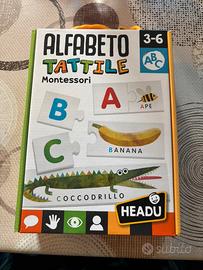 ALFABETO
3-6
TATTILE
Montessori
ABC
B
A
APE
BANANA
C
COCCODRILLO
HEADU
subito